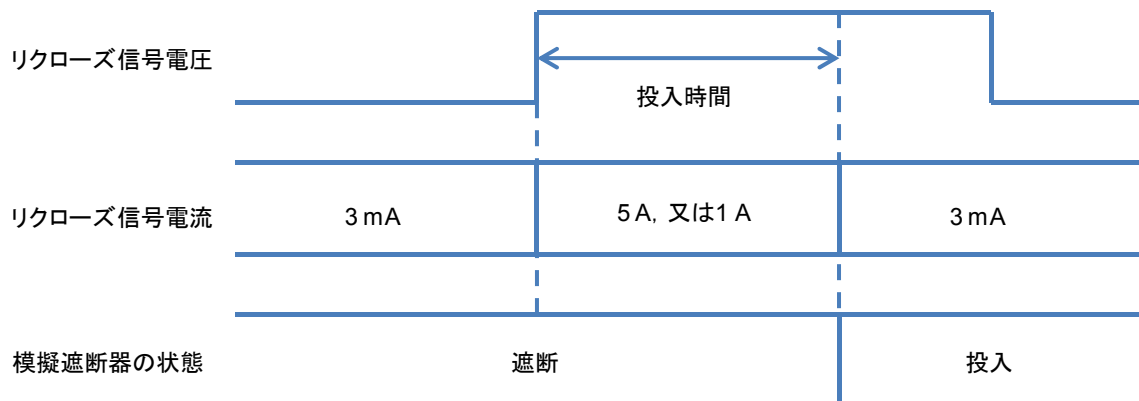 リクローズ信号電圧
投入時間
リクローズ信号電流
3 mA
5 A, 又は1 A
3 mA
模擬遮断器の状態
遮断
投入